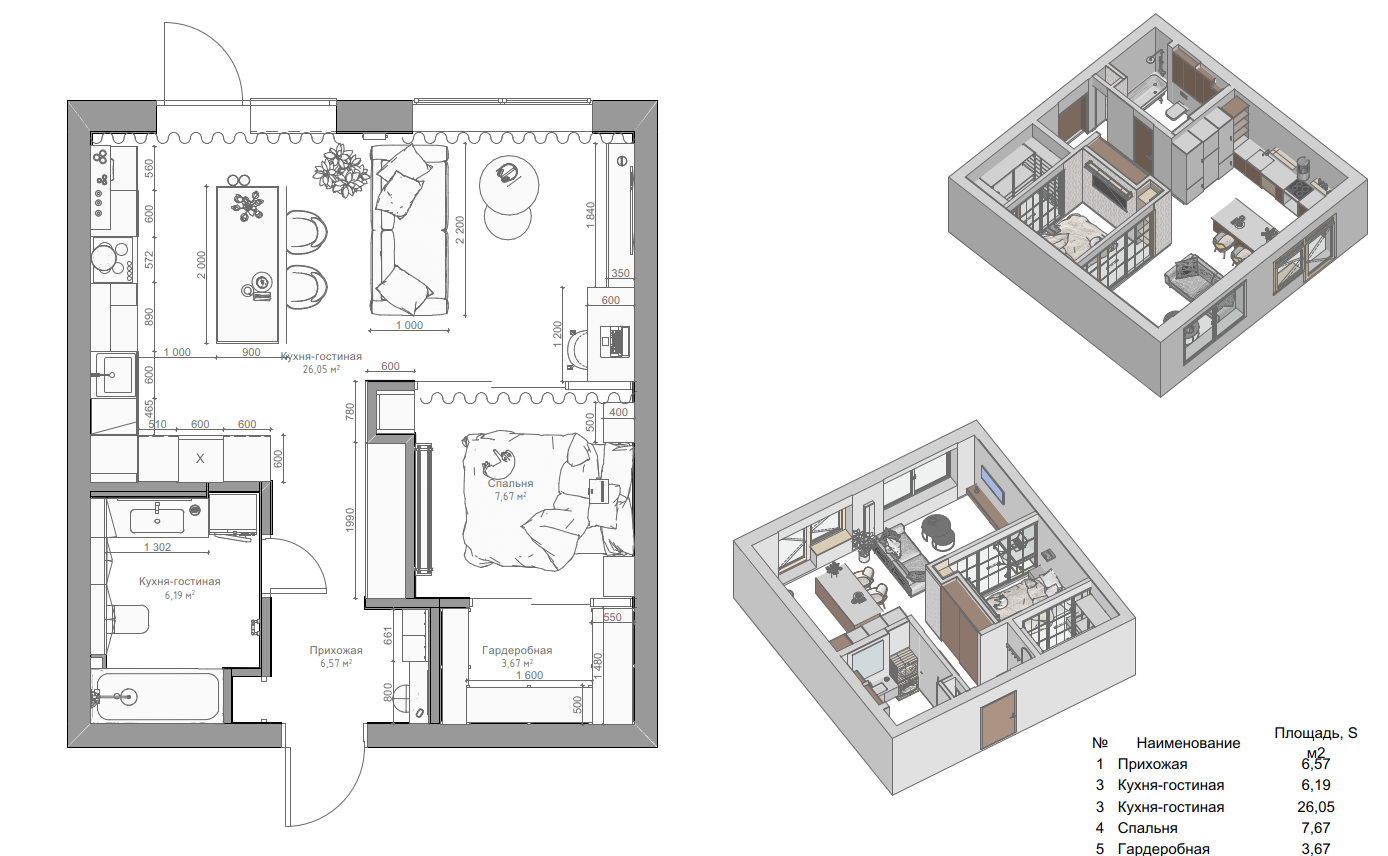 560
600
572
890
600
465
2 000
1 000
900
2 200
1 000
1 840
350
600
1 200
Кухня-гостиная
26,05 м²
600
780
400
500
510
600
600
600
X
Спальня
7,67 м²
1990
1 302
Кухня-гостиная
6,19 м²
Прихожая
6,57 м²
661
800
Гардеробная
3,67 м²
1 600
550
1 480
500
№ Наименование Площадь, S м2
1 Прихожая 6,57
3 Кухня-гостиная 6,19
3 Кухня-гостиная 26,05
4 Спальня 7,67
5 Гардеробная 3,67